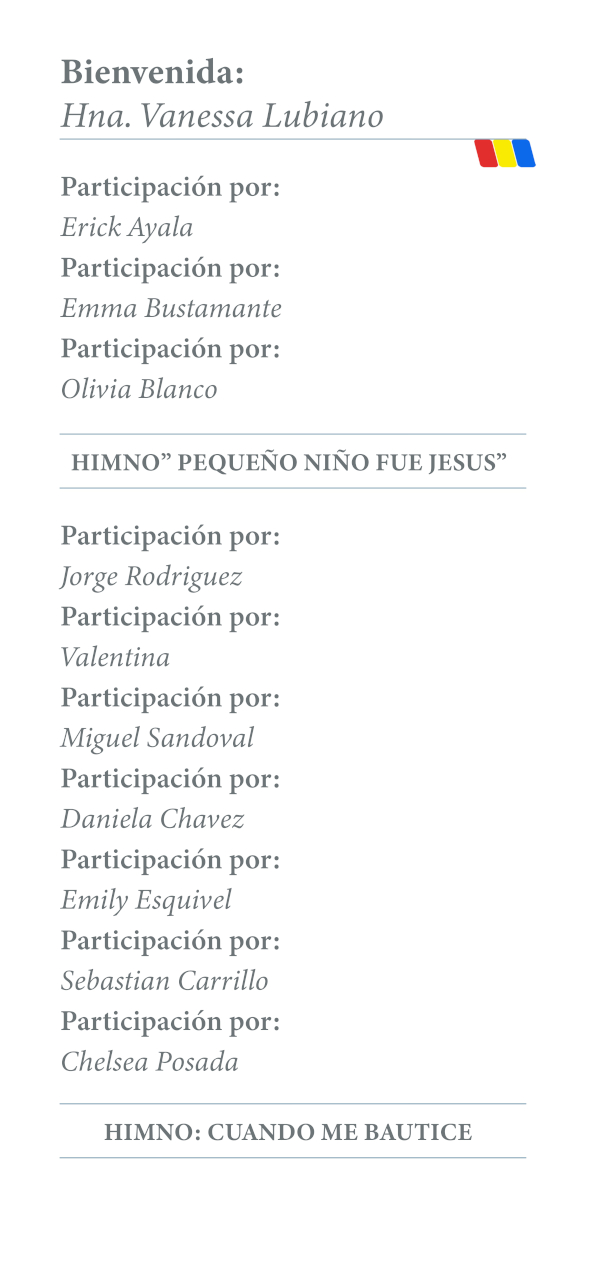 Bienvenida:
Hna. Vanessa Lubiano
Participación por:
Erick Ayala
Participación por:
Emma Bustamante
Participación por:
Olivia Blanco
HIMNO” PEQUEÑO NIÑO FUE JESUS”
Participación por:
Jorge Rodriguez
Participación por:
Valentina
Participación por:
Miguel Sandoval
Participación por:
Daniela Chavez
Participación por:
Emily Esquivel
Participación por:
Sebastian Carrillo
Participación por:
Chelsea Posada
HIMNO: CUANDO ME BAUTICE